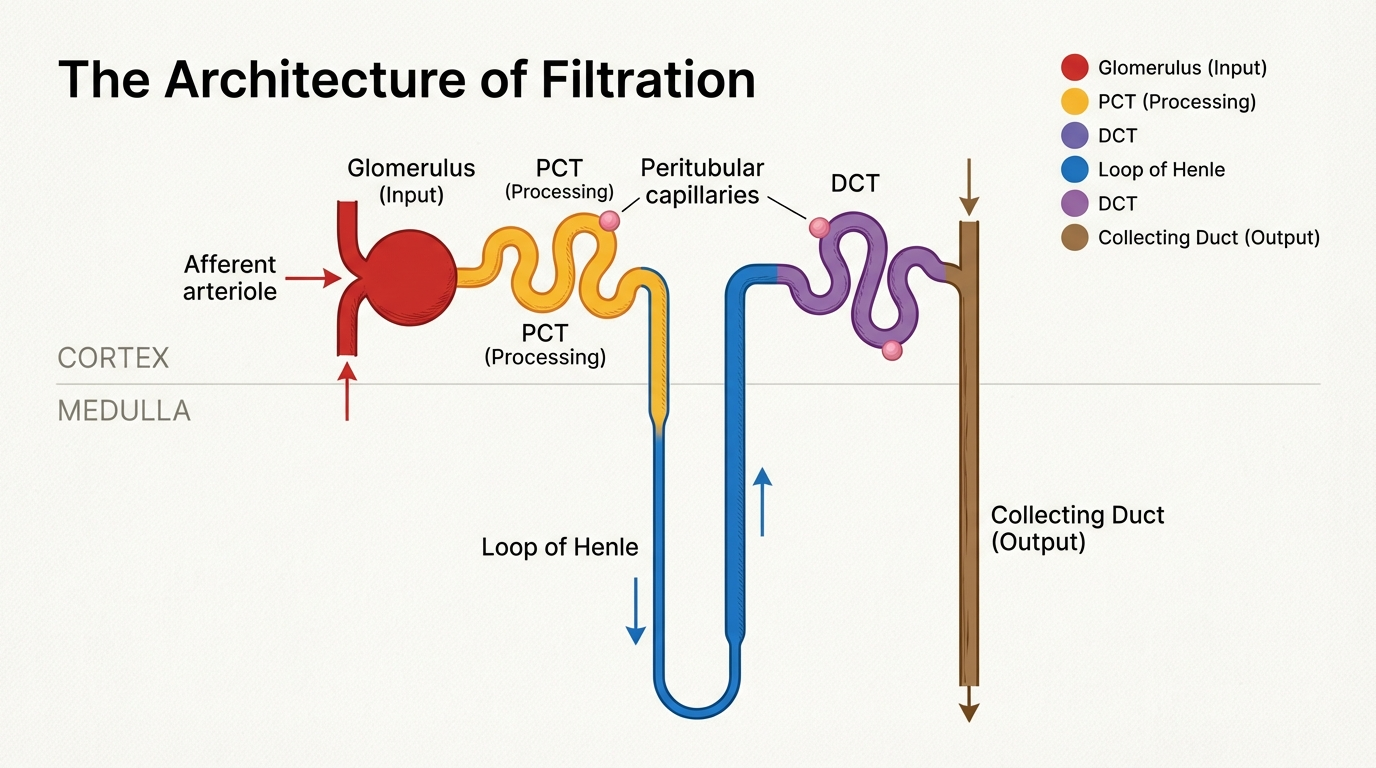 The Architecture of Filtration
Glomerulus (Input)
PCT (Processing)
DCT
Loop of Henle
DCT
Collecting Duct (Output)
Glomerulus
(Input)
PCT
(Processing)
Peritubular
capillaries
DCT
Afferent
arteriole
PCT
(Processing)
CORTEX
MEDULLA
Loop of Henle
Collecting Duct
(Output)